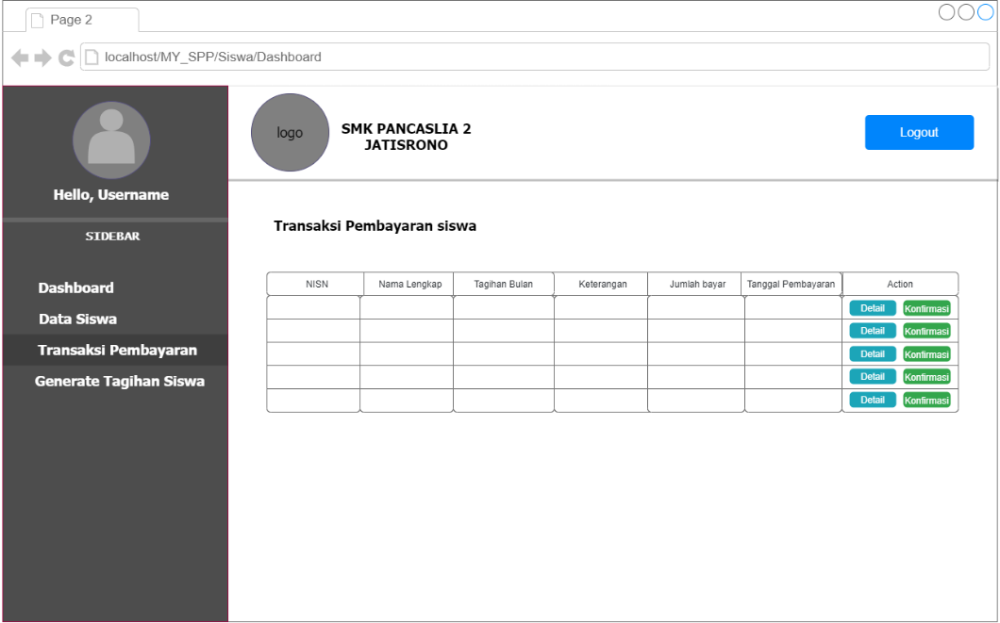 Page 2
localhost/MY_SPP/Siswa/Dashboard
logo
SMK PANCASLIA 2
JATISRONO
Logout
Hello, Username
SIDEBAR
Dashboard
Data Siswa
Transaksi Pembayaran
Generate Tagihan Siswa
Transaksi Pembayaran siswa
NISN Nama Lengkap Tagihan Bulan Keterangan Jumlah bayar Tanggal Pembayaran Action
Detail Konfirmasi
Detail Konfirmasi
Detail Konfirmasi
Detail Konfirmasi
Detail Konfirmasi